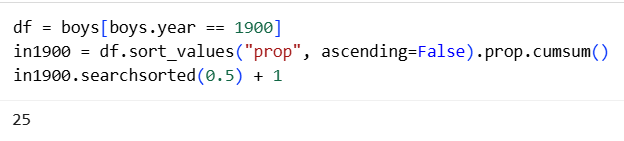 df = boys[boys.year == 1900]
in1900 = df.sort_values("prop", ascending=False).prop.cumsum()
in1900.searchsorted(0.5) + 1
25